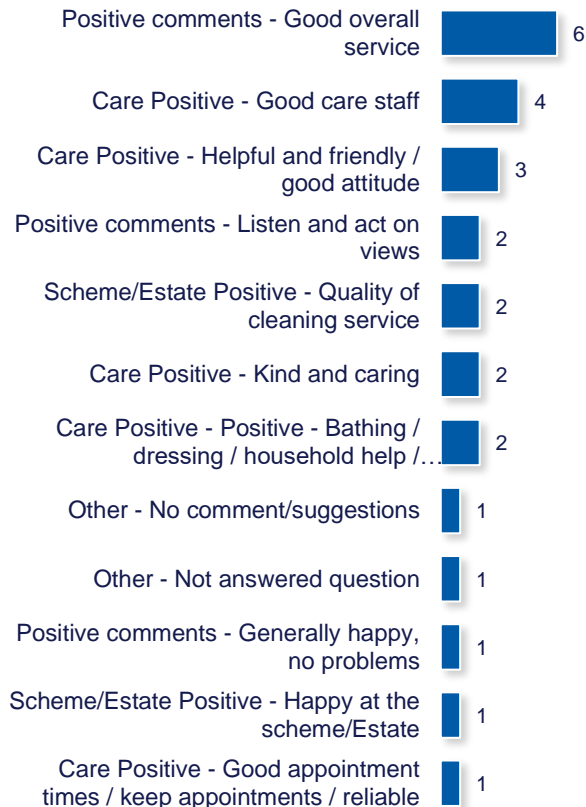 Positive comments - Good overall
service
6
Care Positive - Good care staff
4
Care Positive - Helpful and friendly /
good attitude
3
Positive comments - Listen and act on
views
2
Scheme/Estate Positive - Quality of
cleaning service
2
Care Positive - Kind and caring
2
Care Positive - Positive - Bathing /
dressing / household help /…
2
Other - No comment/suggestions
1
Other - Not answered question
1
Positive comments - Generally happy,
no problems
1
Scheme/Estate Positive - Happy at the
scheme/Estate
1
Care Positive - Good appointment
times / keep appointments / reliable
1